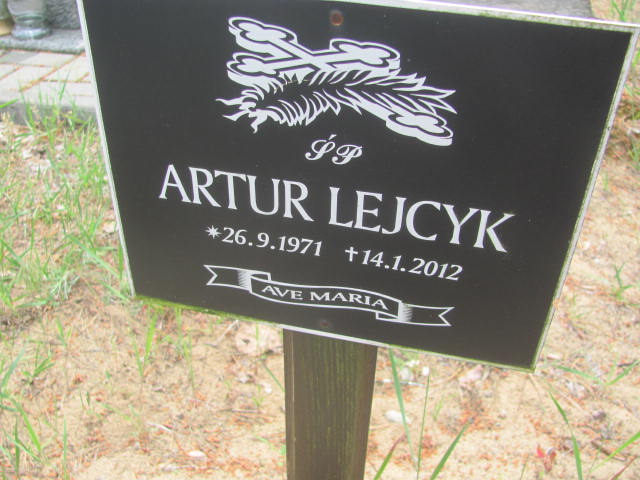 ŚP
ARTUR LEJCYK
*26.9.1971 †14.1.2012
AVE MARIA